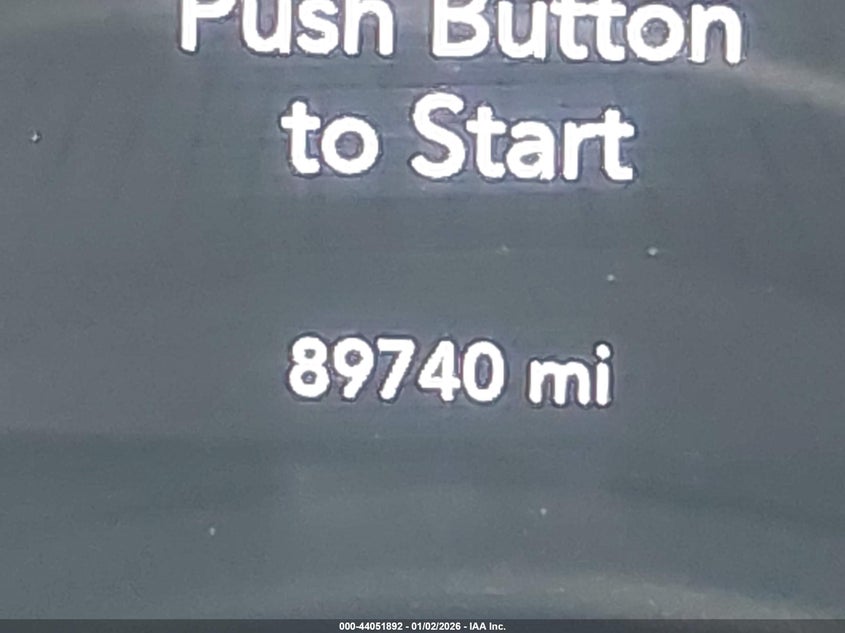 Push Button
to Start
89740 mi
000-44051892 - 01/02/2026 - IAA Inc.